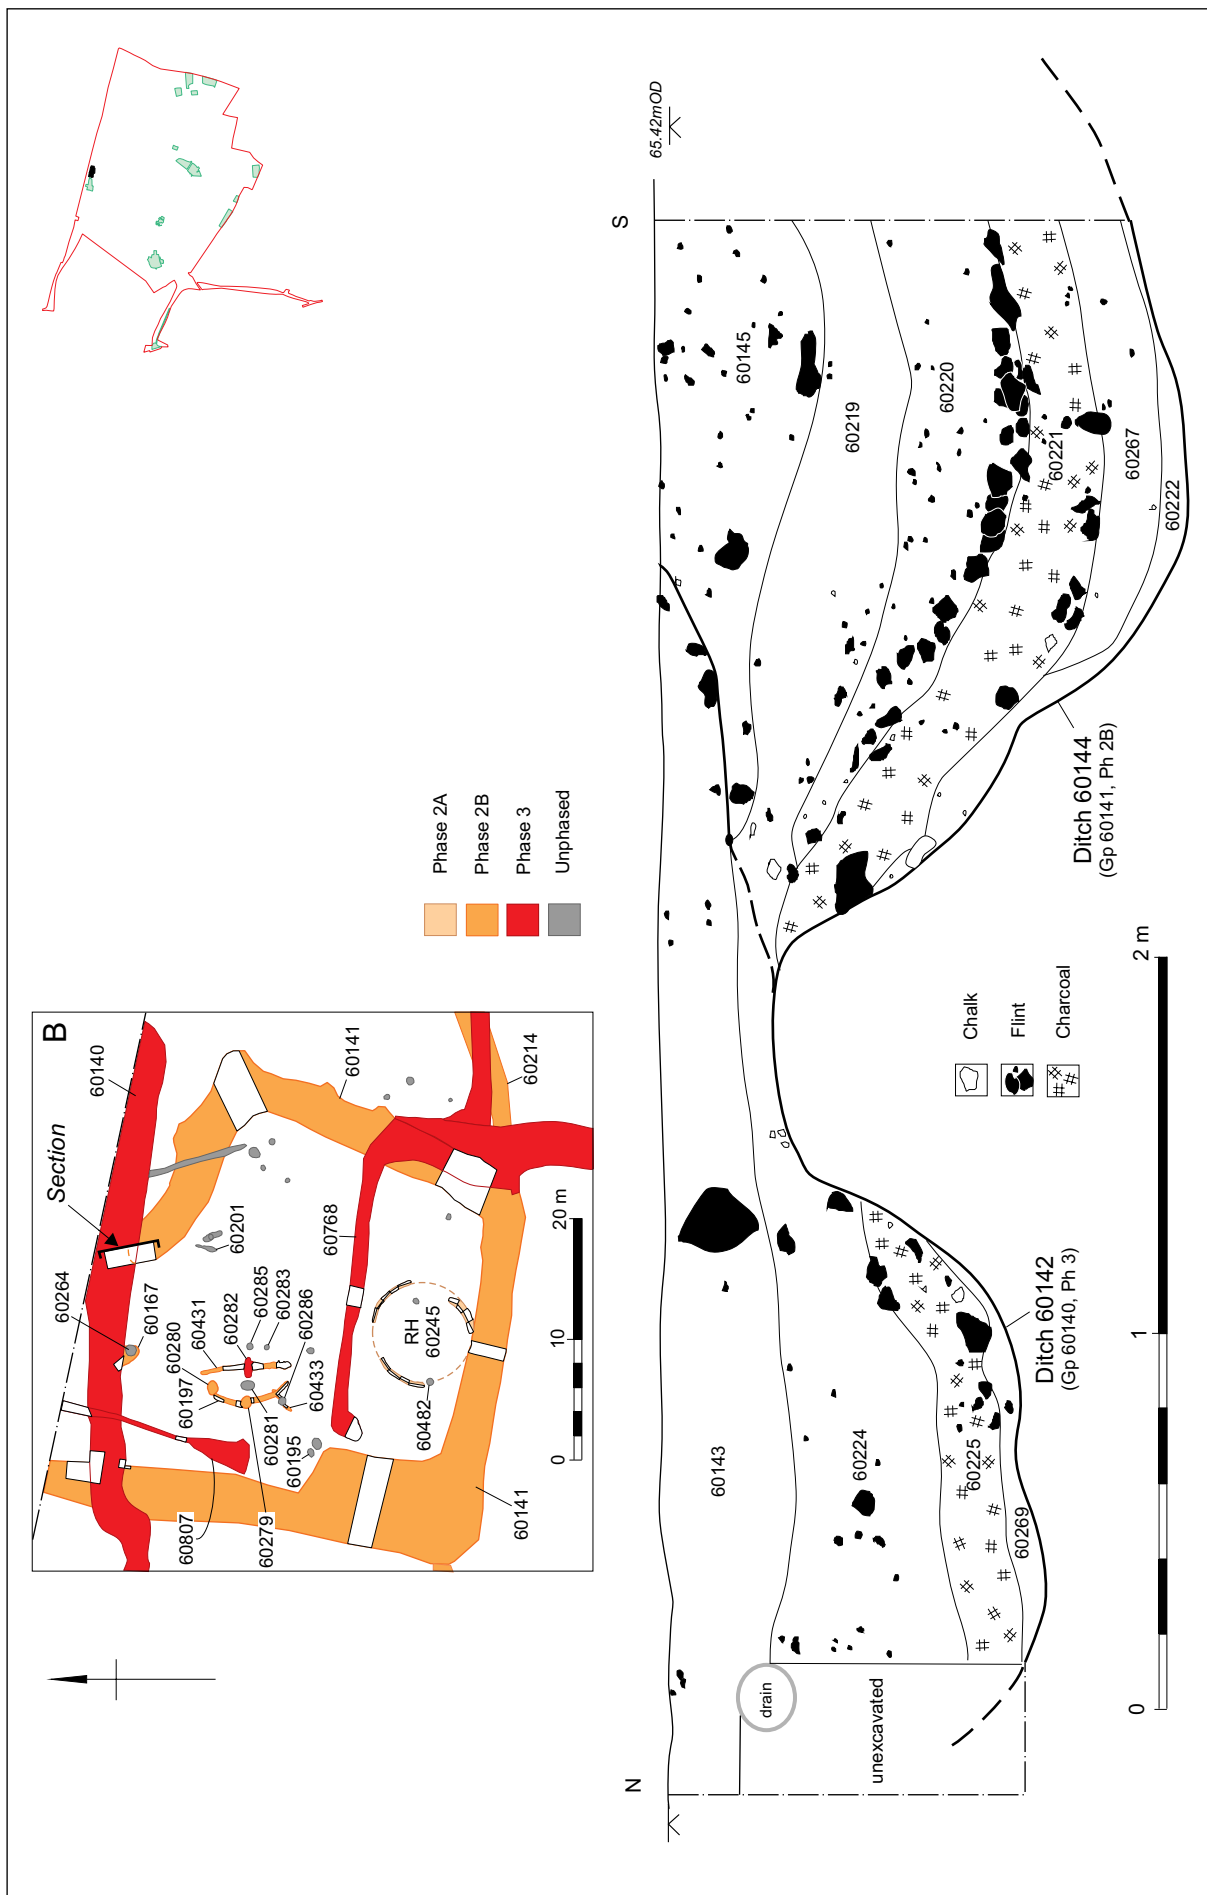 B
Section
60264
60140
60167
60280
60431
60282
60285
60283
60286
60433
60197
60201
60141
60214
60768
RH
60245
60482
60195
60281
60279
60807
60141
0
10
20 m
Phase 2A
Phase 2B
Phase 3
Unphased
N
S
65.42mOD
60145
60219
60220
60221
60267
60222
60143
60224
60225
60269
drain
unexcavated
Ditch 60142
(Gp 60140, Ph 3)
Ditch 60144
(Gp 60141, Ph 2B)
Chalk
Flint
Charcoal
0
1
2 m